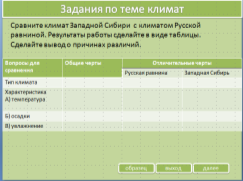 Задания по теме климат
Сравните климат Западной Сибири с климатом Русской
равниной. Результаты работы сделайте в виде таблицы.
Сделайте вывод о причинах различий.
Вопросы для сравнения Общие черты Отличительные черты
Русская равнина Западная Сибирь
Тип климата
Характеристика
А) температура
Б) осадки
В) увлажнение
образец вывод далее